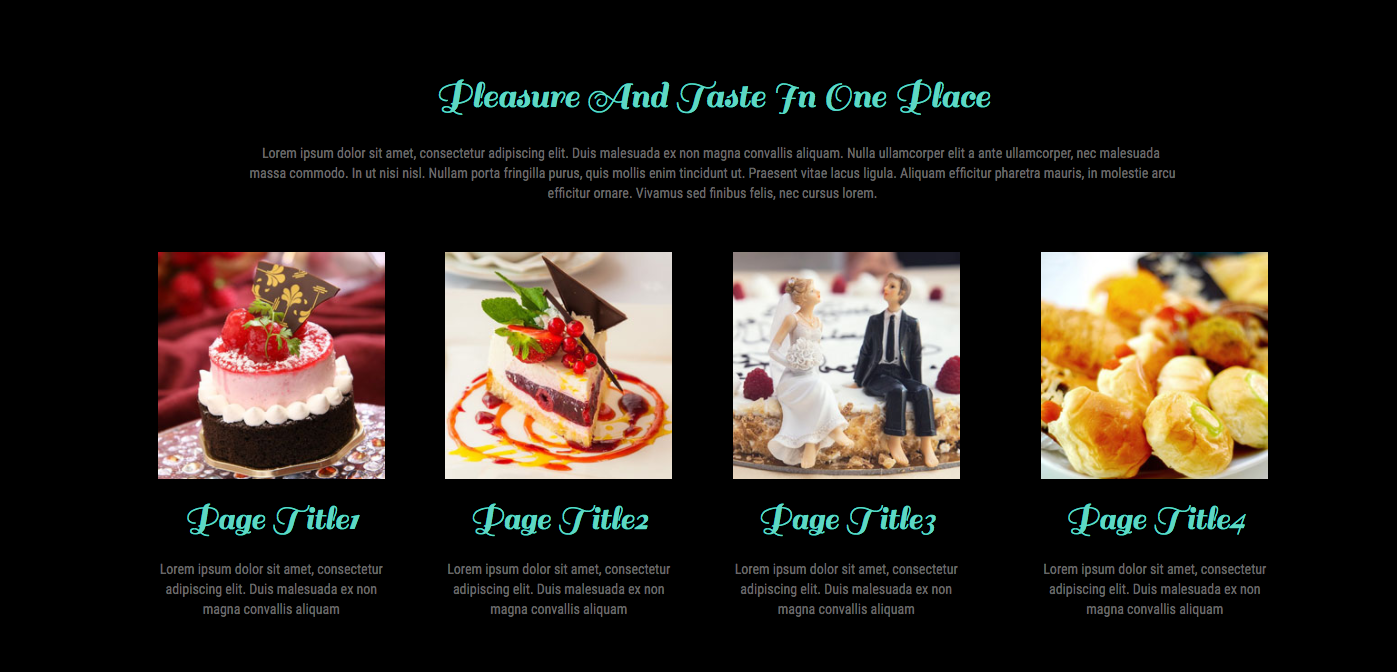 Pleasure And Taste In One Place
Lorem ipsum dolor sit amet, consectetur adipiscing elit. Duis malesuada ex non magna convallis aliquam. Nulla ullamcorper elit a ante ullamcorper, nec malesuada
massa commodo. In ut nisi nisl. Nullam porta fringilla purus, quis mollis enim tincidunt ut. Praesent vitae lacus ligula. Aliquam efficitur pharetra mauris, in molestie arcu
efficitur ornare. Vivamus sed finibus felis, nec cursus lorem.
Page Title1
Lorem ipsum dolor sit amet, consectetur
adipiscing elit. Duis malesuada ex non
magna convallis aliquam
Page Title2
Lorem ipsum dolor sit amet, consectetur
adipiscing elit. Duis malesuada ex non
magna convallis aliquam
Page Title3
Lorem ipsum dolor sit amet, consectetur
adipiscing elit. Duis malesuada ex non
magna convallis aliquam
Page Title4
Lorem ipsum dolor sit amet, consectetur
adipiscing elit. Duis malesuada ex non
magna convallis aliquam